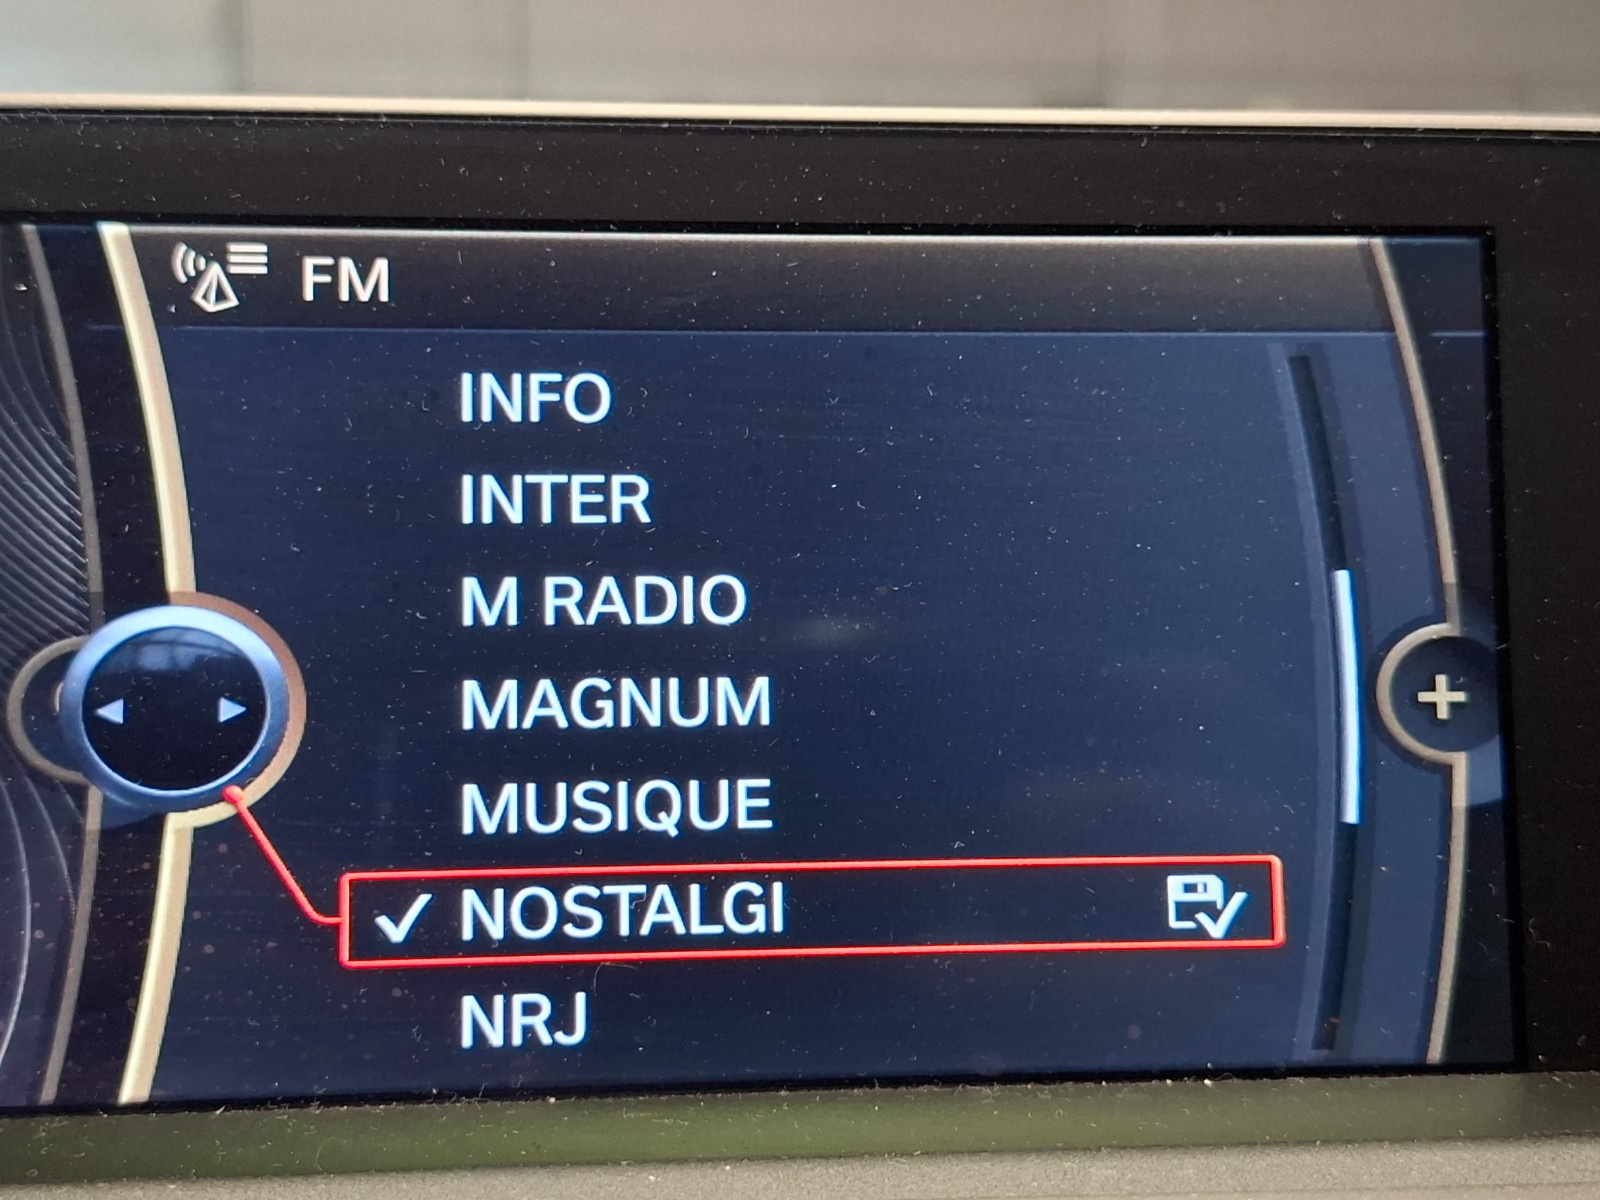 FM
INFO
INTER
M RADIO
MAGNUM
MUSIQUE
NOSTALGI
NRJ